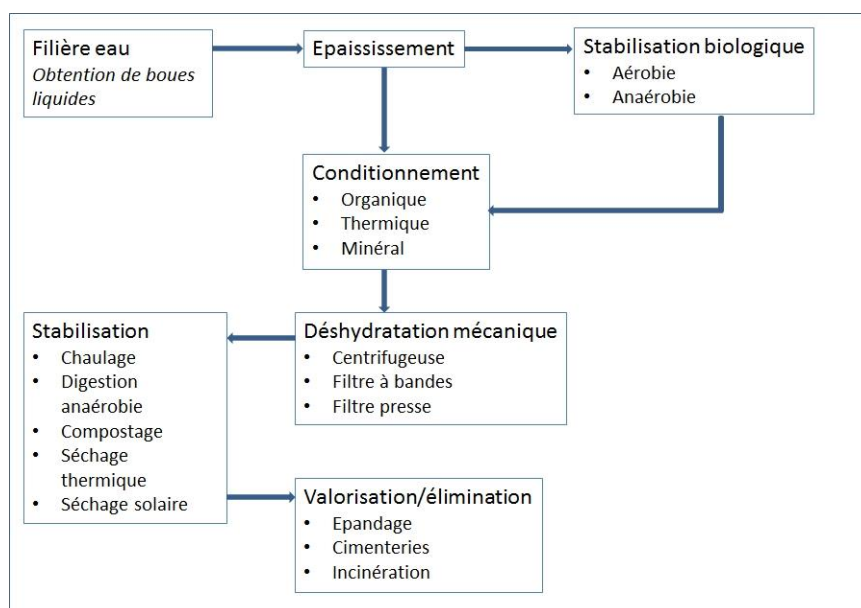 Filière eau
Obtention de boues
liquides
Epaississement
Stabilisation biologique
• Aérobie
• Anaérobie
Conditionnement
• Organique
• Thermique
• Minéral
Stabilisation
• Chaulage
• Digestion
anaérobie
• Compostage
• Séchage
thermique
• Séchage solaire
Déshydratation mécanique
• Centrifugeuse
• Filtre à bandes
• Filtre presse
Valorisation/élimination
• Epandage
• Cimenteries
• Incinération